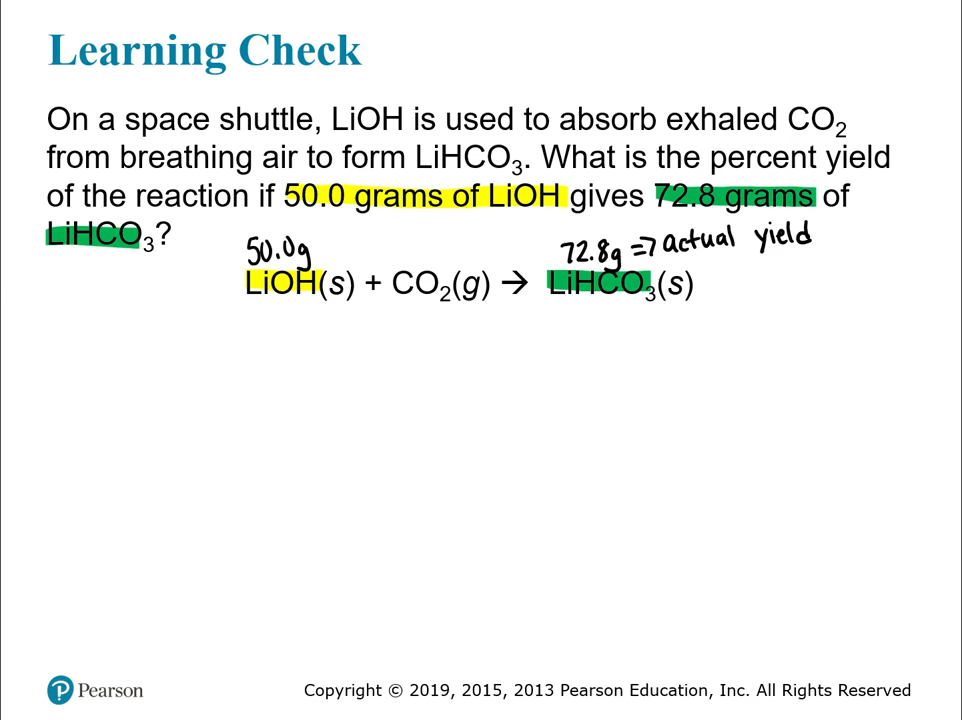 Learning Check
On a space shuttle, LiOH is used to absorb exhaled CO₂
from breathing air to form LiHCO₃. What is the percent yield
of the reaction if 50.0 grams of LiOH gives 72.8 grams of
LiHCO₃?
50.0g 72.8g => actual yield
LiOH(s) + CO₂(g) → LiHCO₃(s)
Pearson
Copyright © 2019, 2015, 2013 Pearson Education, Inc. All Rights Reserved